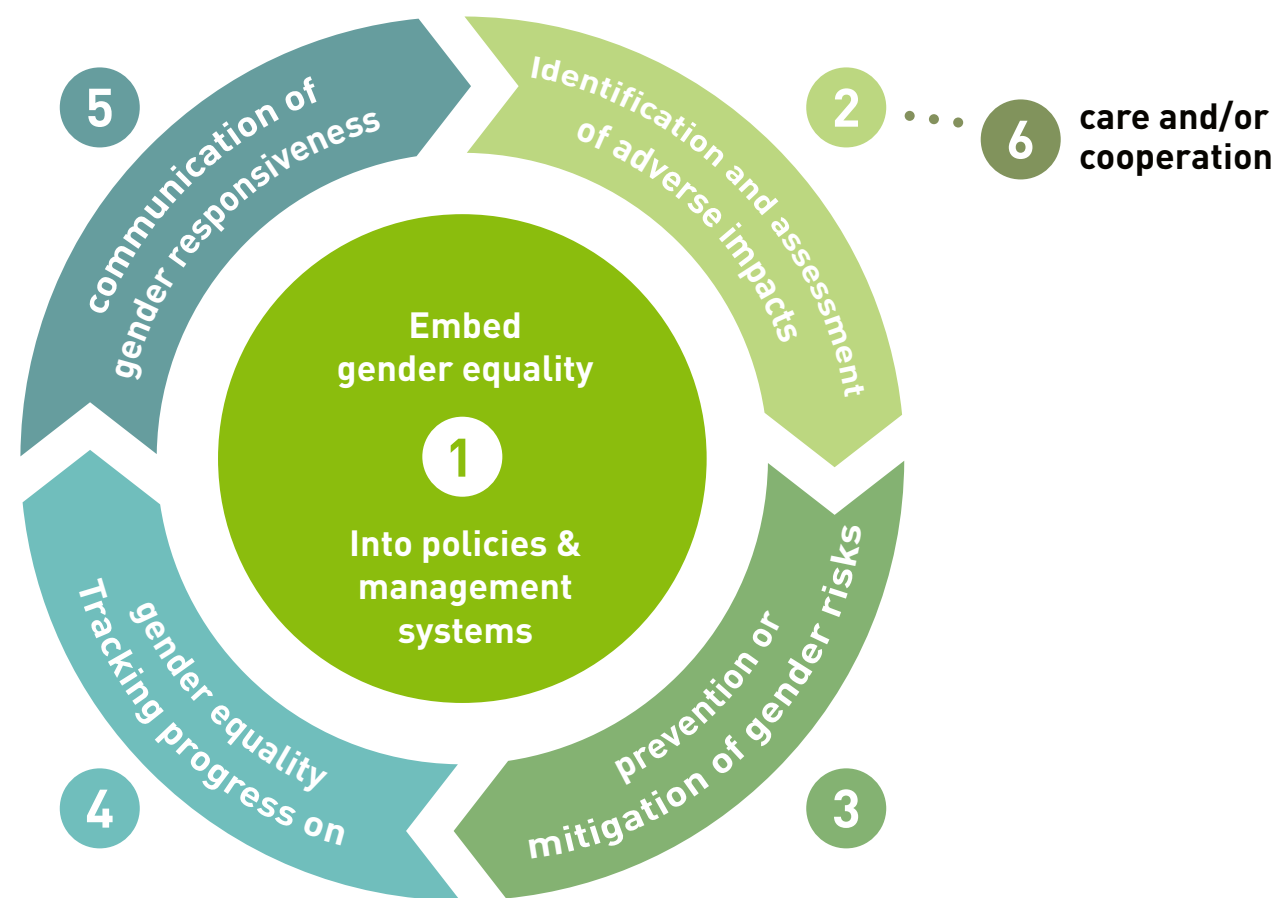 Embed
gender equality
1
Into policies &
management
systems
2
Identification and assessment
of adverse impacts
6
care and/or
cooperation
3
prevention or
mitigation of gender risks
4
Tracking progress on
gender equality
5
communication of
gender responsiveness